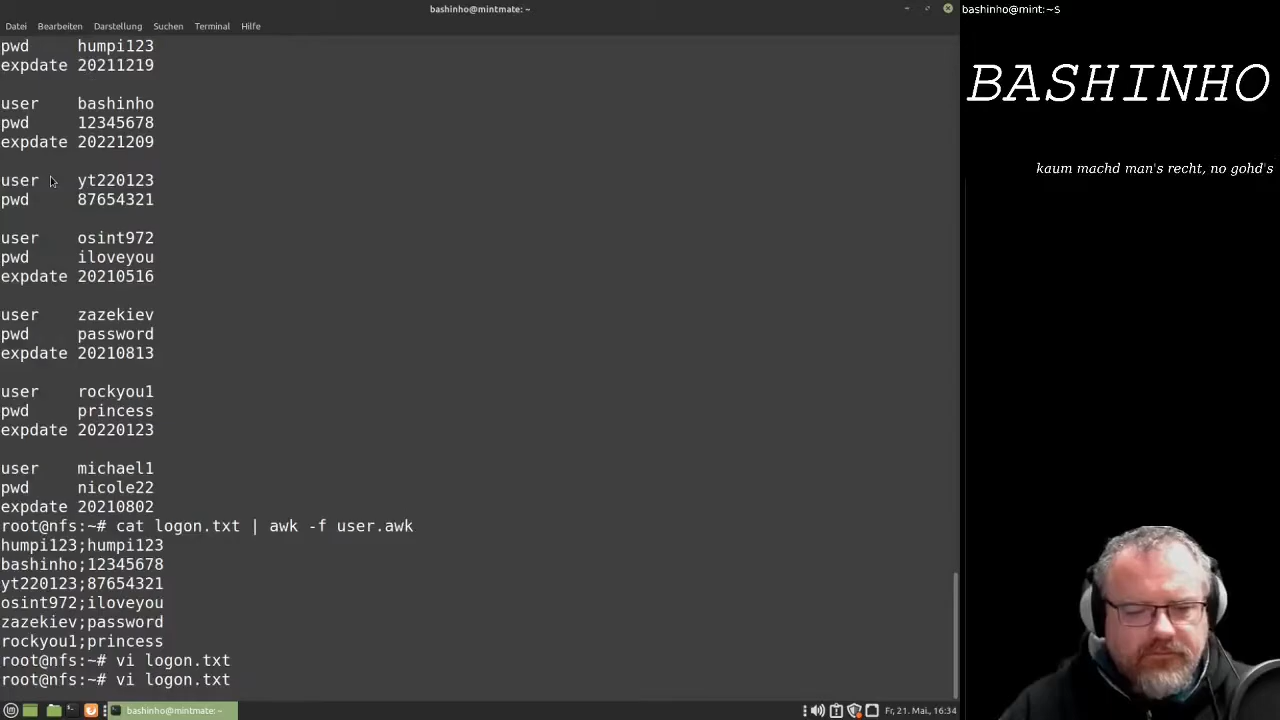 bashinho@mintmate: ~
Datei Bearbeiten Darstellung Suchen Terminal Hilfe
pwd humpi123
expdate 20211219
user bashinho
pwd 12345678
expdate 20221209
user yt220123
pwd 87654321
user osint972
pwd iloveyou
expdate 20210516
user zazekiev
pwd password
expdate 20210813
user rockyou1
pwd princess
expdate 20220123
user michael1
pwd nicole22
expdate 20210802
root@nfs:~# cat logon.txt | awk -f user.awk
humpi123;humpi123
bashinho;12345678
yt220123;87654321
osint972;iloveyou
zazekiev;password
rockyou1;princess
root@nfs:~# vi logon.txt
root@nfs:~# vi logon.txt
bashinho@mintmate: ~
Fr, 21. Mai., 16:34
bashinho@mint:~S
BASHINHO
kaum machd man's recht, no gohd's